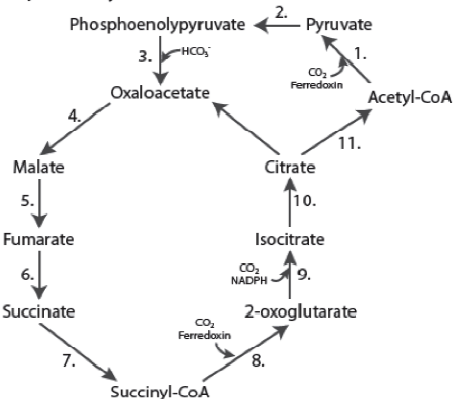 2.
Phosphoenolypyruvate
Pyruvate
3.
HCO₃⁻
1.
CO₂
Ferredoxin
Oxaloacetate
Acetyl-CoA
4.
11.
Malate
Citrate
5.
10.
Fumarate
Isocitrate
6.
CO₂
NADPH
9.
Succinate
2-oxoglutarate
CO₂
Ferredoxin
7.
8.
Succinyl-CoA